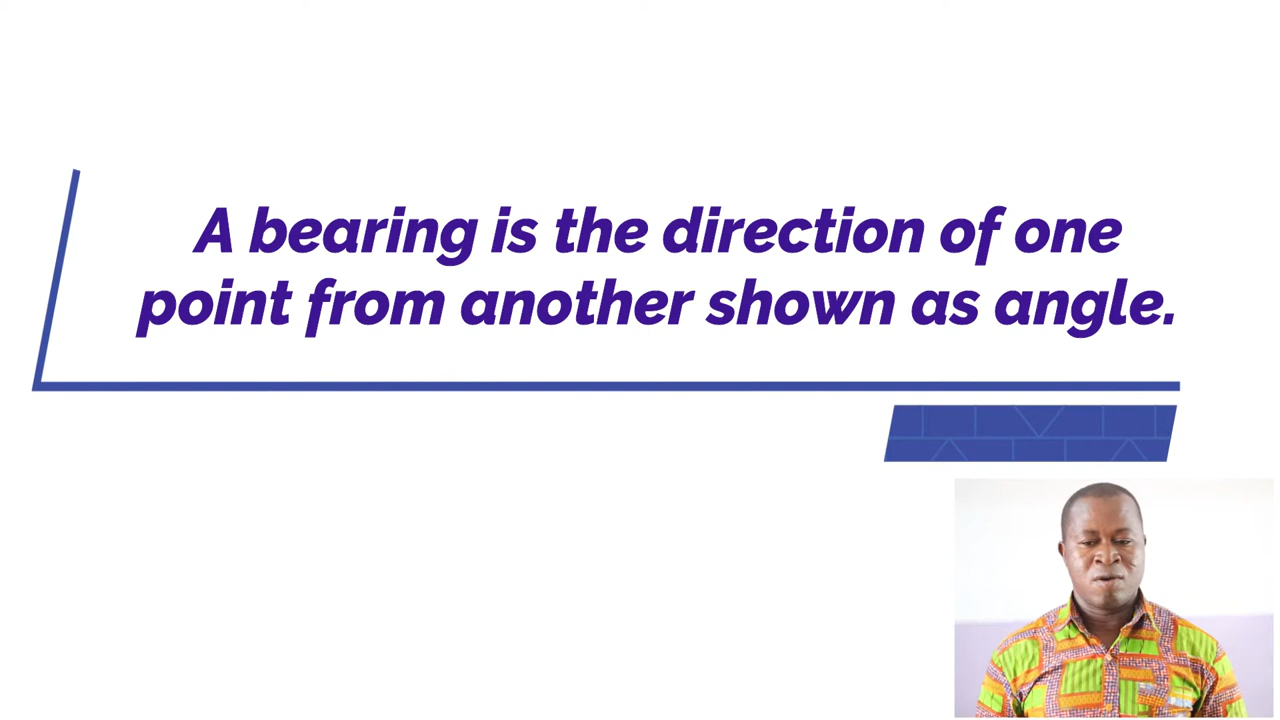 A bearing is the direction of one
point from another shown as angle.